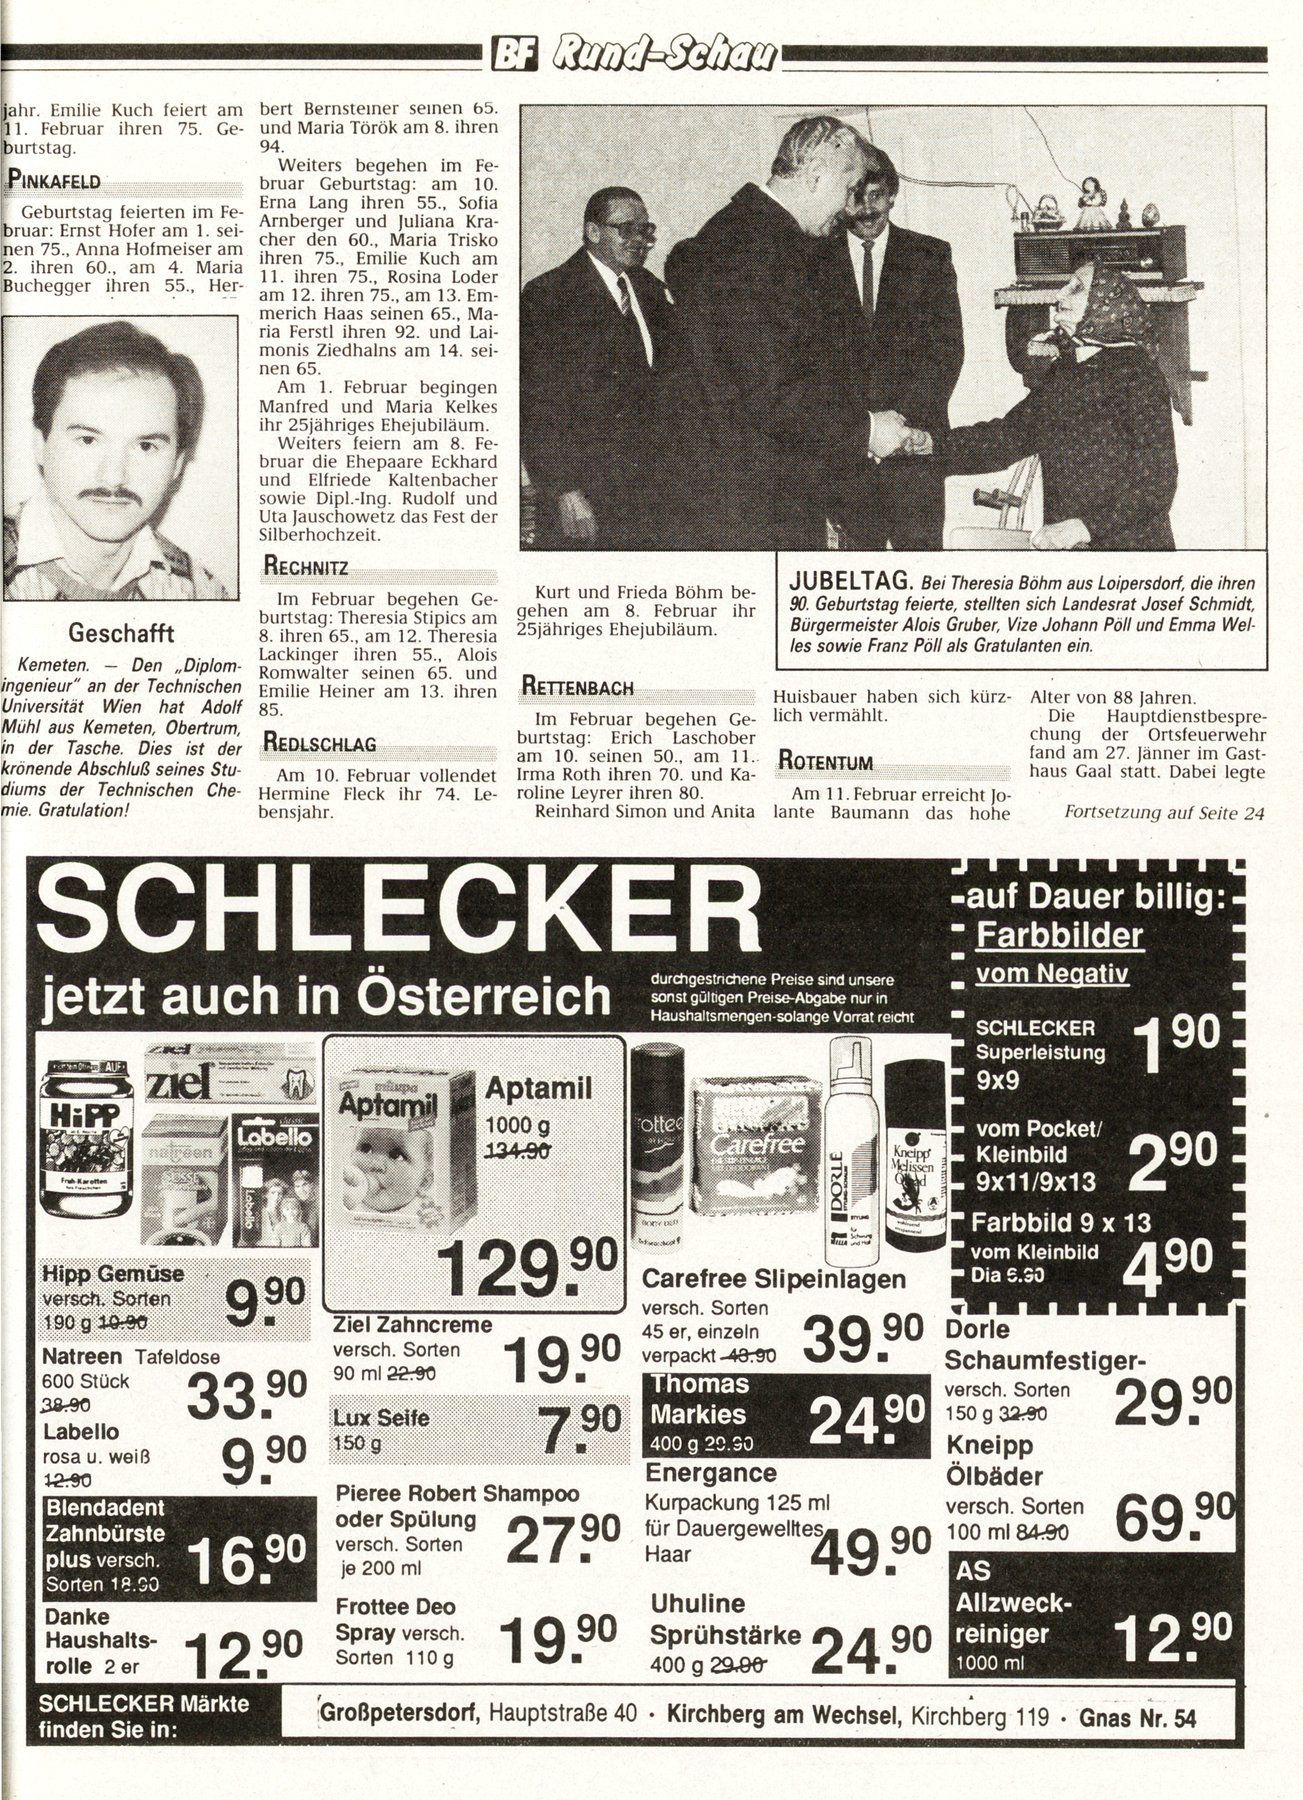 BF Rund-Schau
jahr. Emilie Kuch feiert am
11. Februar ihren 75. Ge-
burtstag.
PINKAFELD
Geburtstag feierten im Fe-
bruar: Ernst Hofer am 1. sei-
nen 75., Anna Hofmeiser am
2. ihren 60., am 4. Maria
Buchegger ihren 55., Her-
Geschafft
Kemeten. — Den „Diplom-
ingenieur“ an der Technischen
Universität Wien hat Adolf
Mühl aus Kemeten, Obertrum,
in der Tasche. Dies ist der
krönende Abschluß seines Stu-
diums der Technischen Che-
mie. Gratulation!
bert Bernsteiner seinen 65.
und Maria Török am 8. ihren
94.
Weiters begehen im Fe-
bruar Geburtstag: am 10.
Erna Lang ihren 55., Sofia
Arnberger und Juliana Kra-
cher den 60., Maria Trisko
ihren 75., Emilie Kuch am
11. ihren 75., Rosina Loder
am 12. ihren 75., am 13. Em-
merich Haas seinen 65., Ma-
ria Ferstl ihren 92. und Lai-
monis Ziedhalns am 14. sei-
nen 65.
Am 1. Februar begingen
Manfred und Maria Kelkes
ihr 25jähriges Ehejubiläum.
Weiters feiern am 8. Fe-
bruar die Ehepaare Eckhard
und Elfriede Kaltenbacher
sowie Dipl.-Ing. Rudolf und
Uta Jauschowetz das Fest der
Silberhochzeit.
RECHNITZ
Im Februar begehen Ge-
burtstag: Theresa Stipics am
8. ihren 65., am 12. Theresia
Lackinger ihren 55., Alois
Romwalter seinen 65. und
Emilie Heiner am 13. ihren
85.
REDLSCHLAG
Am 10. Februar vollendet
Hermine Fleck ihr 74. Le-
bensjahr.
Kurt und Frieda Böhm be-
gehen am 8. Februar ihr
25jähriges Ehejubiläum.
RETTENBACH
Im Februar begehen Ge-
burtstag: Erich Laschober
am 10. seinen 50., am 11.
Irma Roth ihren 70. und Ka-
roline Leyrer ihren 80.
Reinhard Simon und Anita
JUBELTAG. Bei Theresia Böhm aus Loipersdorf, die ihren
90. Geburtstag feierte, stellten sich Landesrat Josef Schmidt,
Bürgermeister Alois Gruber, Vize Johann Pöll und Emma Wel-
les sowie Franz Pöll als Gratulanten ein.
Huisbauer haben sich kürz-
lich vermählt.
ROTENTUM
Am 11. Februar erreicht Jo-
lante Baumann das hohe
Alter von 88 Jahren.
Die Hauptdienstbespre-
chung der Ortsfeuerwehr
fand am 27. Jänner im Gast-
haus Gaal statt. Dabei legte
Fortsetzung auf Seite 24
SCHLECKER
jetzt auch in Österreich
durchgestrichene Preise sind unsere
sonst gültigen Preise-Abgabe nur in
Haushaltsmengen-solange Vorrat reicht
auf Dauer billig:
Farbbilder
vom Negativ
SCHLECKER
Superleistung
9x9
1.90
vom Pocket/
Kleinbild
9x11/9x13
2.90
Farbbild 9 x 13
vom Kleinbild
Dia 6.90
4.90
AUF
HiPP
Früh-Karotten
ziel
natreen
Labello
Labello
milupa
Aptamil
Aptamil
1000 g
134.90
129.90
Carefree
DORLE
STYLING
Kneipp
Melissen
Hipp Gemüse
versch. Sorten
190 g 10.90
9.90
Natreen Tafeldose
600 Stück
38.90
33.90
Labello
rosa u. weiß
12.90
9.90
Blendadent
Zahnbürste
plus versch.
Sorten 18.90
16.90
Danke
Haushalts-
rolle 2 er
12.90
Ziel Zahncreme
versch. Sorten
90 ml 22.90
19.90
Lux Seife
150 g
7.90
Pieree Robert Shampoo
oder Spülung
versch. Sorten
je 200 ml
27.90
Frottee Deo
Spray versch.
Sorten 110 g
19.90
Carefree Slipeinlagen
versch. Sorten
45 er, einzeln
verpackt 43.90
39.90
Thomas
Markies
400 g 29.90
24.90
Energance
Kurpackung 125 ml
für Dauergewelltes
Haar
49.90
Uhuline
Sprühstärke
400 g 29.90
24.90
Dorle
Schaumfestiger-
versch. Sorten
150 g 32.90
29.90
Kneipp
Ölbäder
versch. Sorten
100 ml 84.90
69.90
AS
Allzweck-
reiniger
1000 ml
12.90
SCHLECKER Märkte
finden Sie in:
Großpetersdorf, Hauptstraße 40 · Kirchberg am Wechsel, Kirchberg 119 · Gnas Nr. 54